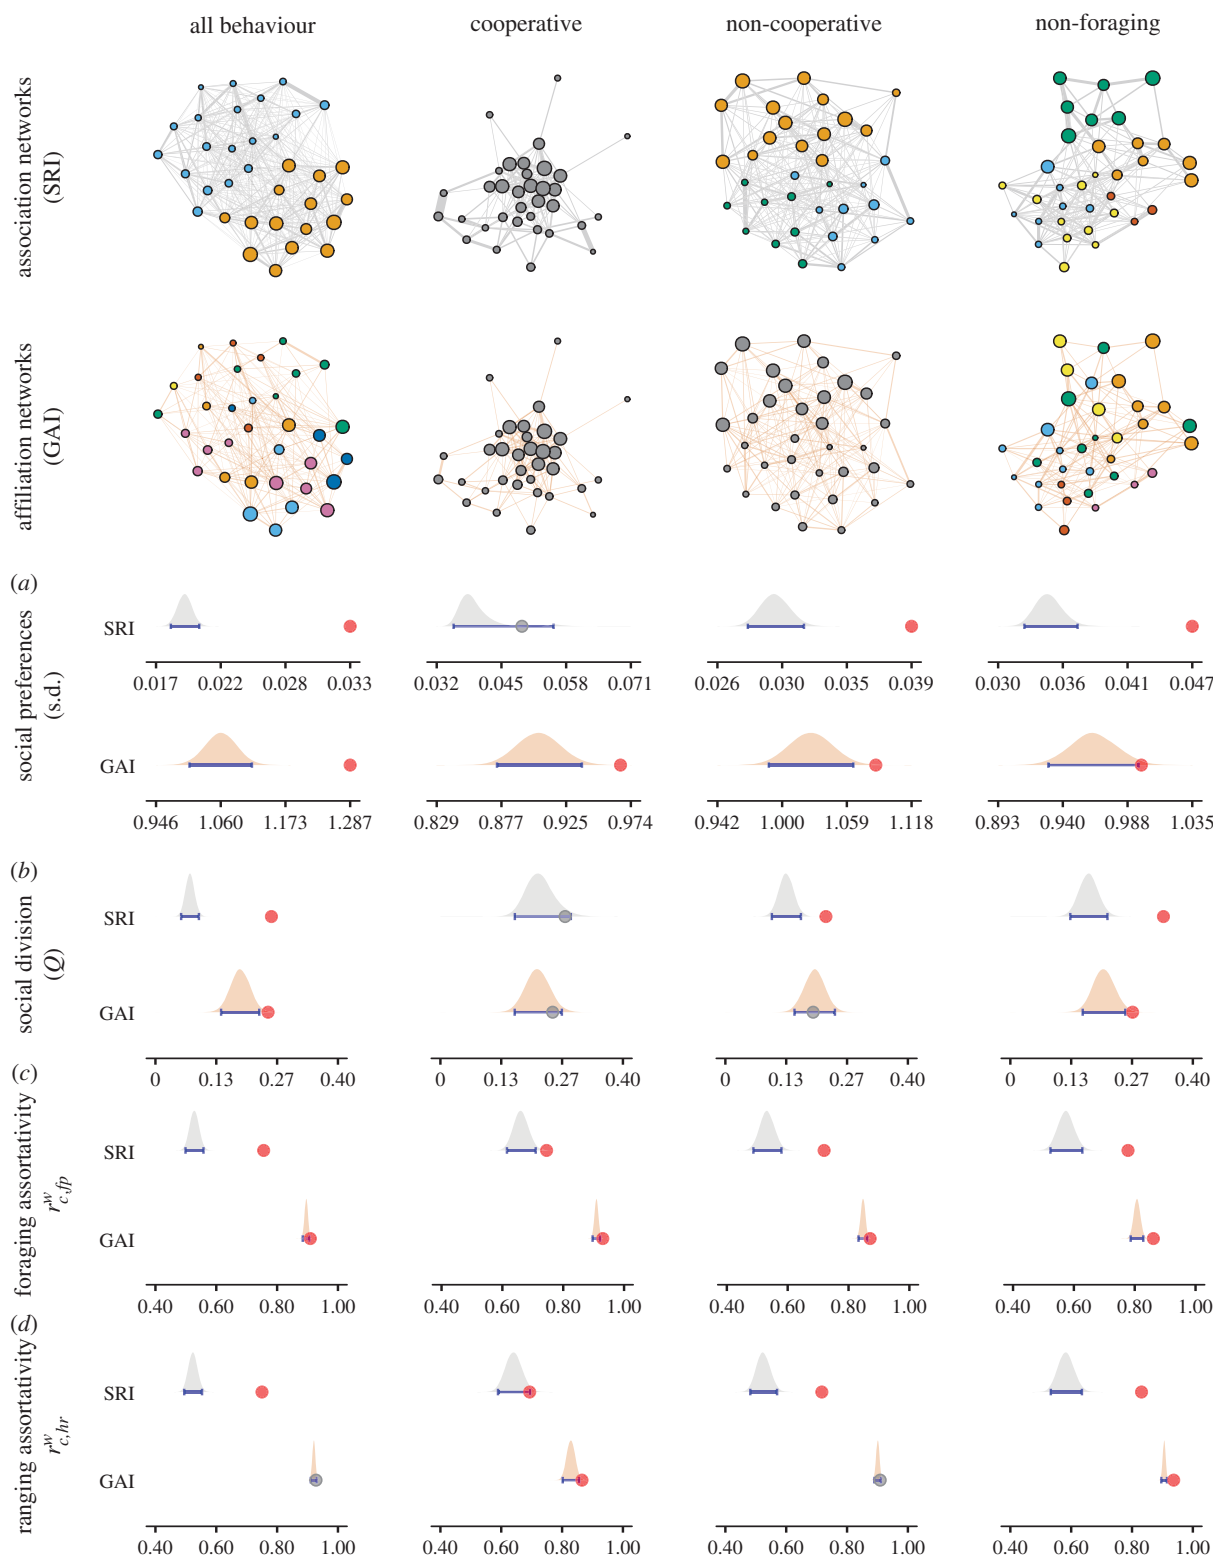 all behaviour cooperative non-cooperative non-foraging
association networks
(SRI)
affiliation networks
(GAI)
(a)
social preferences
(s.d.)
SRI
0.017 0.022 0.028 0.033 0.032 0.045 0.058 0.071 0.026 0.030 0.035 0.039 0.030 0.036 0.041 0.047
GAI
0.946 1.060 1.173 1.287 0.829 0.877 0.925 0.974 0.942 1.000 1.059 1.118 0.893 0.940 0.988 1.035
(b)
social division
(Q)
SRI
GAI
0 0.13 0.27 0.40 0 0.13 0.27 0.40 0 0.13 0.27 0.40 0 0.13 0.27 0.40
(c)
foraging assortativity
r^w_{c,fp}
SRI
GAI
0.40 0.60 0.80 1.00 0.40 0.60 0.80 1.00 0.40 0.60 0.80 1.00 0.40 0.60 0.80 1.00
(d)
ranging assortativity
r^w_{c,hr}
SRI
GAI
0.40 0.60 0.80 1.00 0.40 0.60 0.80 1.00 0.40 0.60 0.80 1.00 0.40 0.60 0.80 1.00